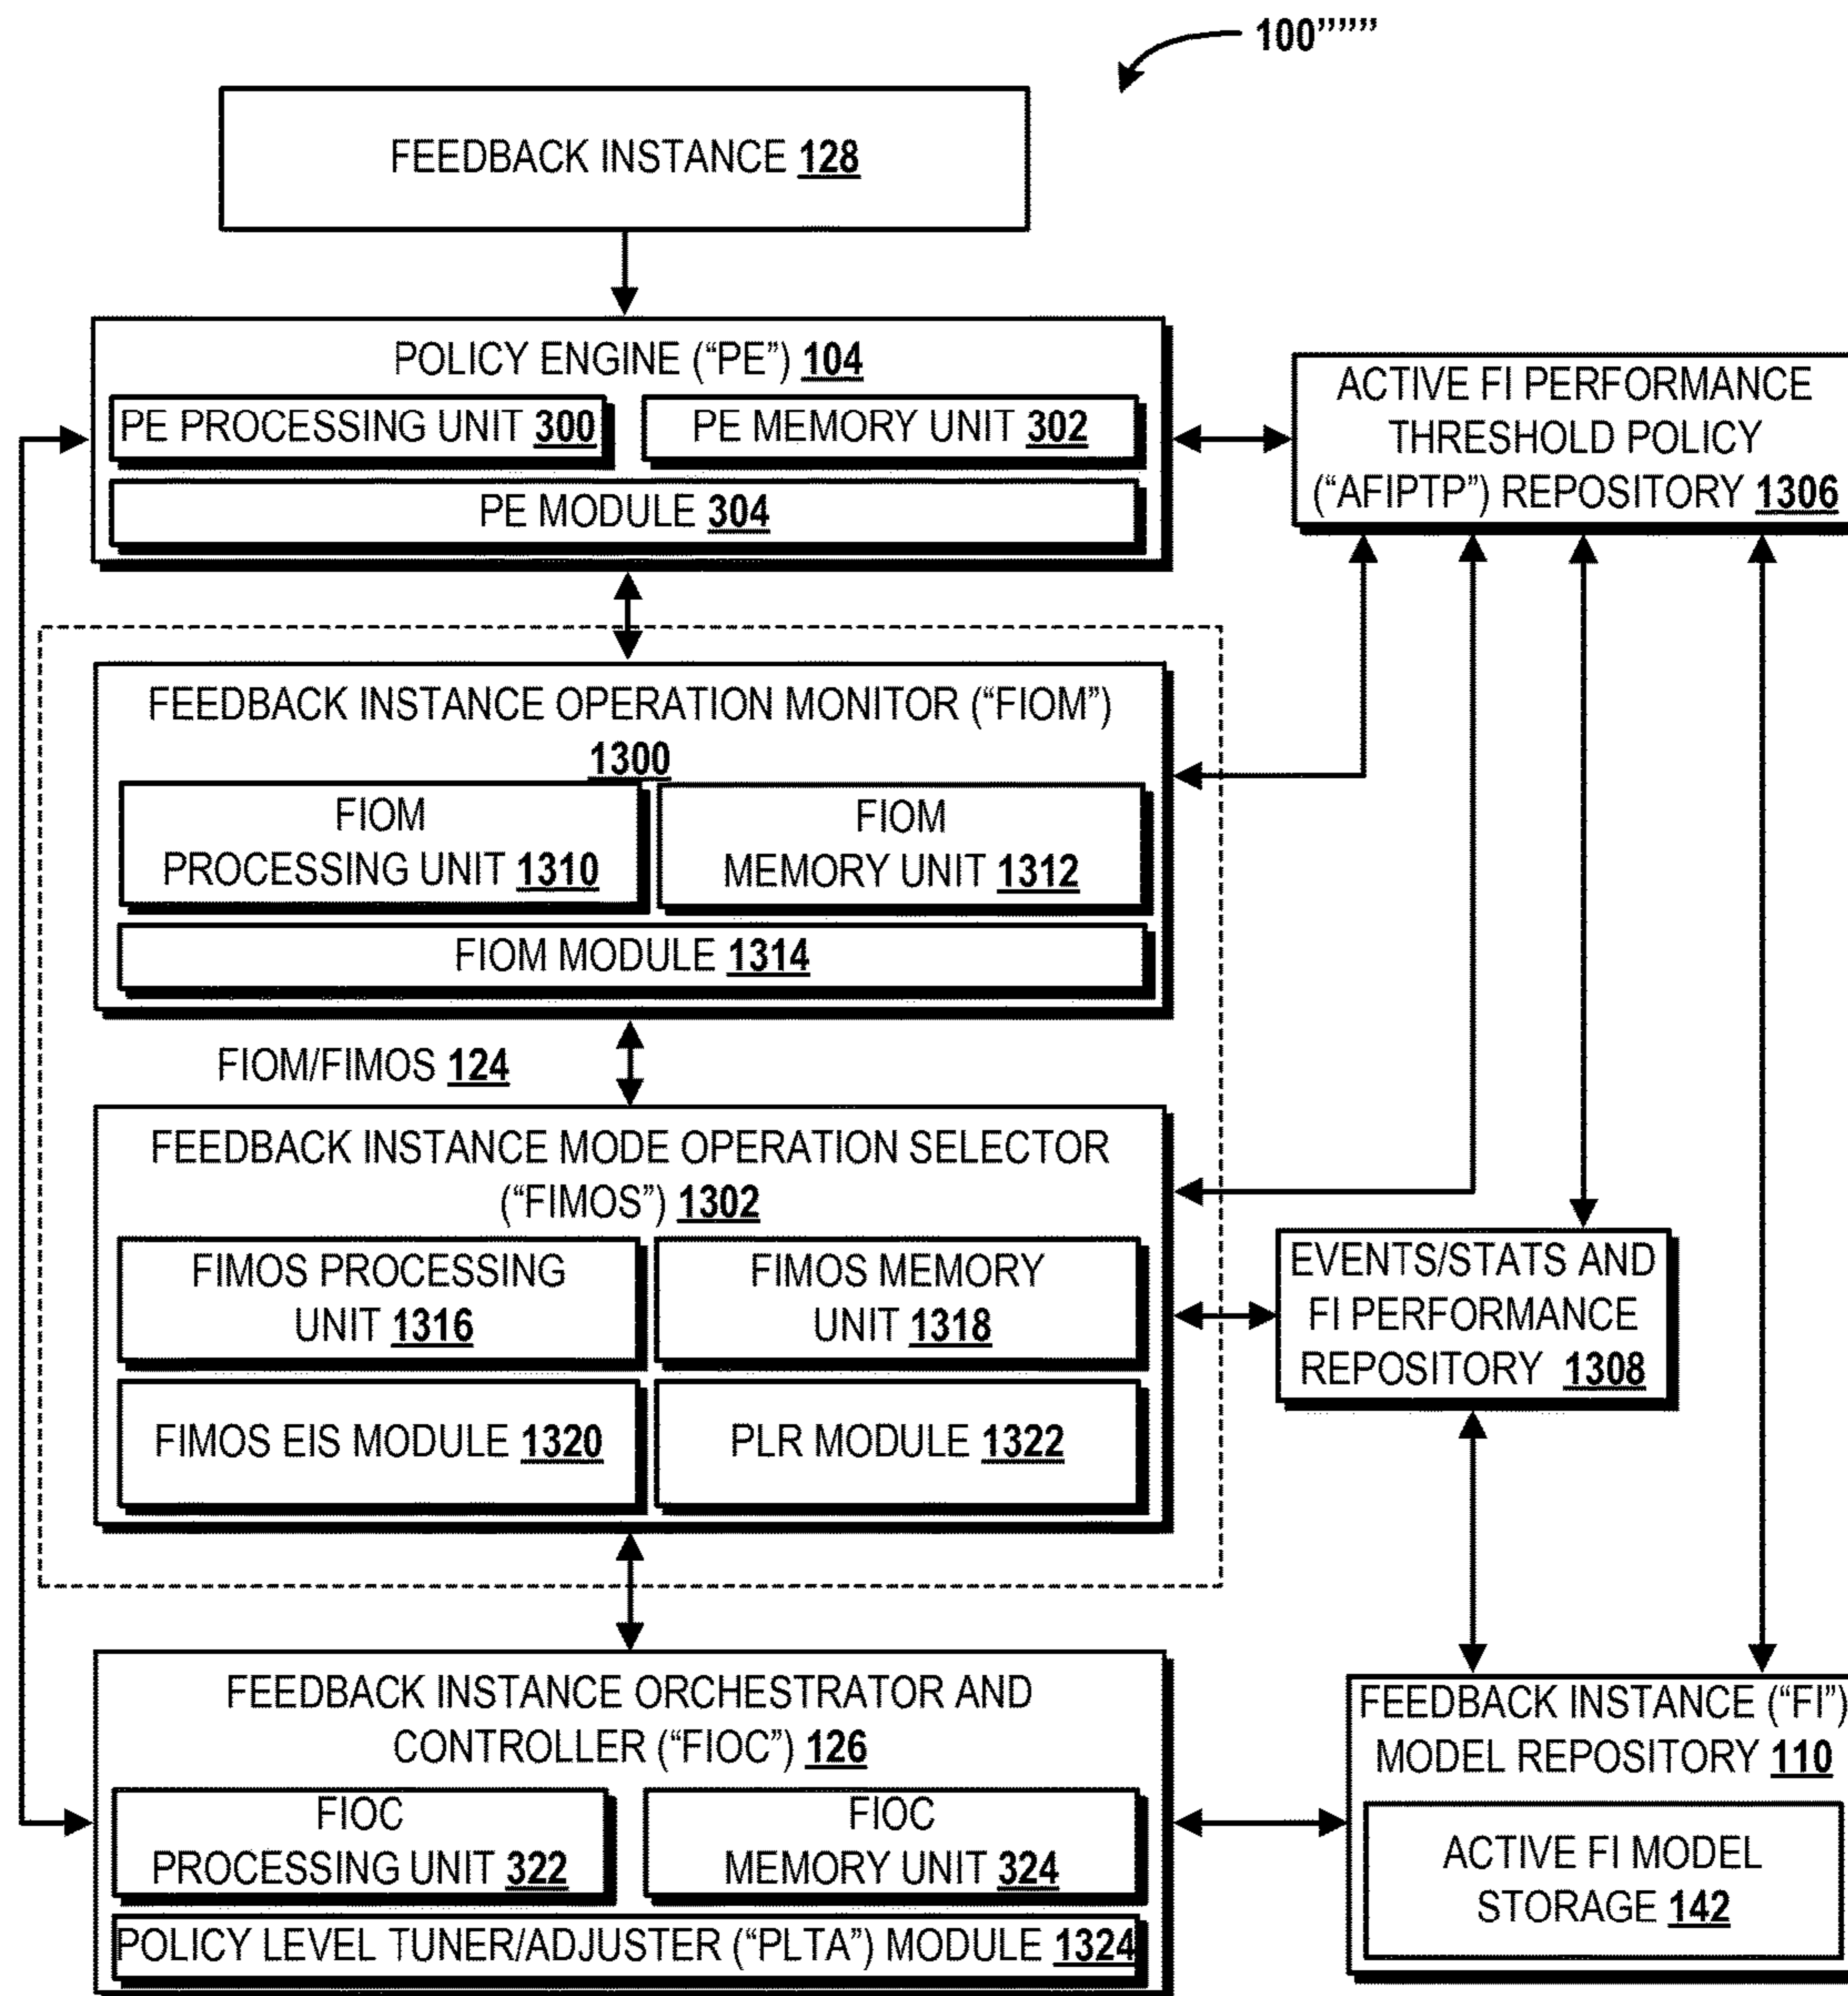 100””””
FEEDBACK INSTANCE 128
POLICY ENGINE (“PE”) 104
PE PROCESSING UNIT 300
PE MEMORY UNIT 302
PE MODULE 304
ACTIVE FI PERFORMANCE
THRESHOLD POLICY
(“AFIPTP”) REPOSITORY 1306
FEEDBACK INSTANCE OPERATION MONITOR (“FIOM”)
1300
FIOM
PROCESSING UNIT 1310
FIOM
MEMORY UNIT 1312
FIOM MODULE 1314
FIOM/FIMOS 124
FEEDBACK INSTANCE MODE OPERATION SELECTOR
(“FIMOS”) 1302
FIMOS PROCESSING
UNIT 1316
FIMOS MEMORY
UNIT 1318
FIMOS EIS MODULE 1320
PLR MODULE 1322
EVENTS/STATS AND
FI PERFORMANCE
REPOSITORY 1308
FEEDBACK INSTANCE ORCHESTRATOR AND
CONTROLLER (“FIOC”) 126
FIOC
PROCESSING UNIT 322
FIOC
MEMORY UNIT 324
POLICY LEVEL TUNER/ADJUSTER (“PLTA”) MODULE 1324
FEEDBACK INSTANCE (“FI”)
MODEL REPOSITORY 110
ACTIVE FI MODEL
STORAGE 142